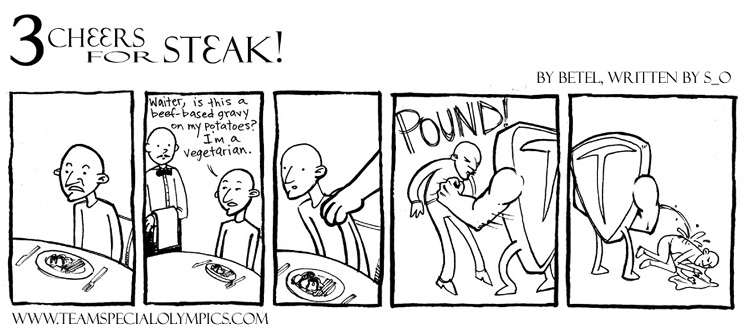 3 CHEERS FOR STEAK!
BY BETEL, WRITTEN BY S_O
Waiter, is this a
beef-based gravy
on my potatoes?
I'm a
vegetarian.
POUND!
T
T
WWW.TEAMSPECIALOLYMPICS.COM